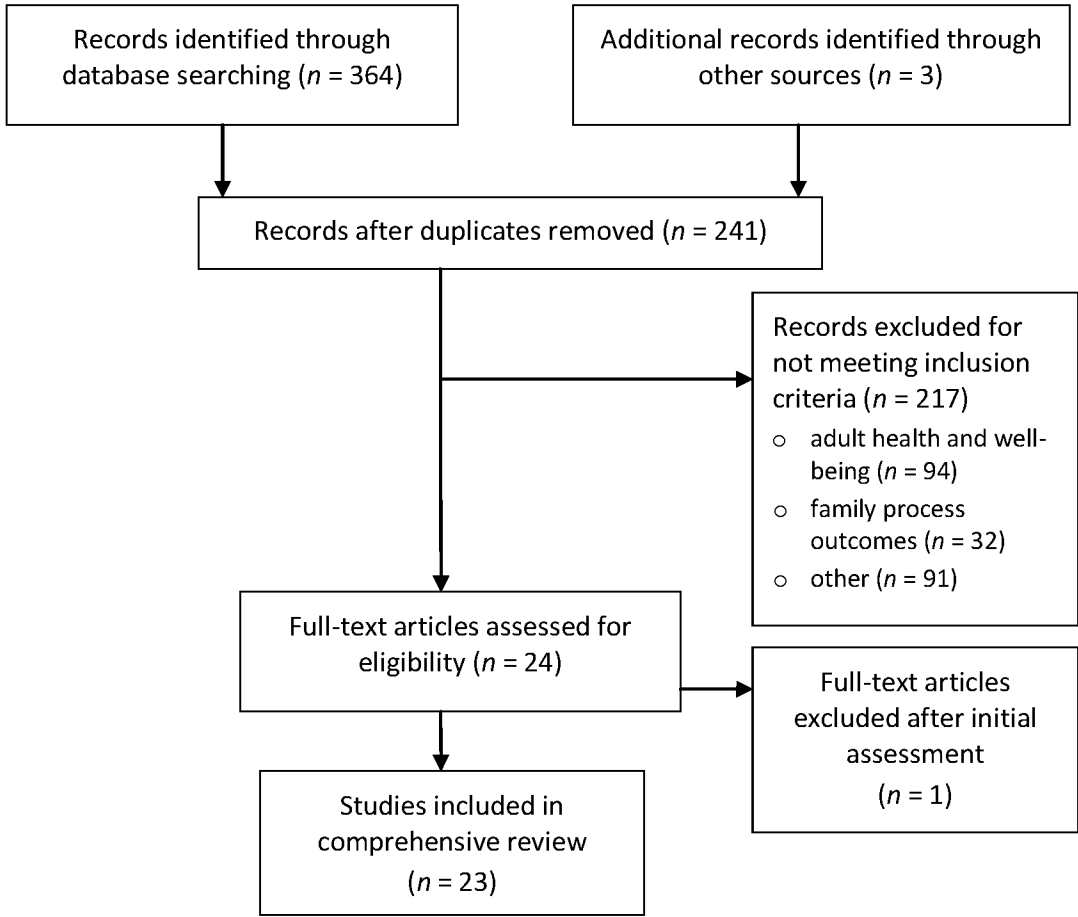 Records identified through
database searching (n = 364)
Additional records identified through
other sources (n = 3)
Records after duplicates removed (n = 241)
Records excluded for
not meeting inclusion
criteria (n = 217)
o adult health and well-
being (n = 94)
o family process
outcomes (n = 32)
o other (n = 91)
Full-text articles assessed for
eligibility (n = 24)
Full-text articles
excluded after initial
assessment
(n = 1)
Studies included in
comprehensive review
(n = 23)